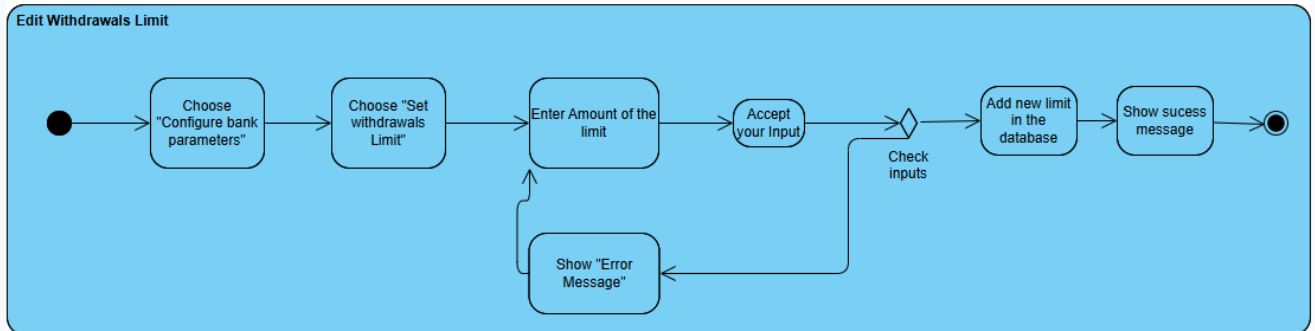 Edit Withdrawals Limit
Choose
"Configure bank
parameters"
Choose "Set
withdrawals
Limit"
Enter Amount of the
limit
Accept
your Input
Check
inputs
Add new limit
in the
database
Show sucess
message
Show "Error
Message"